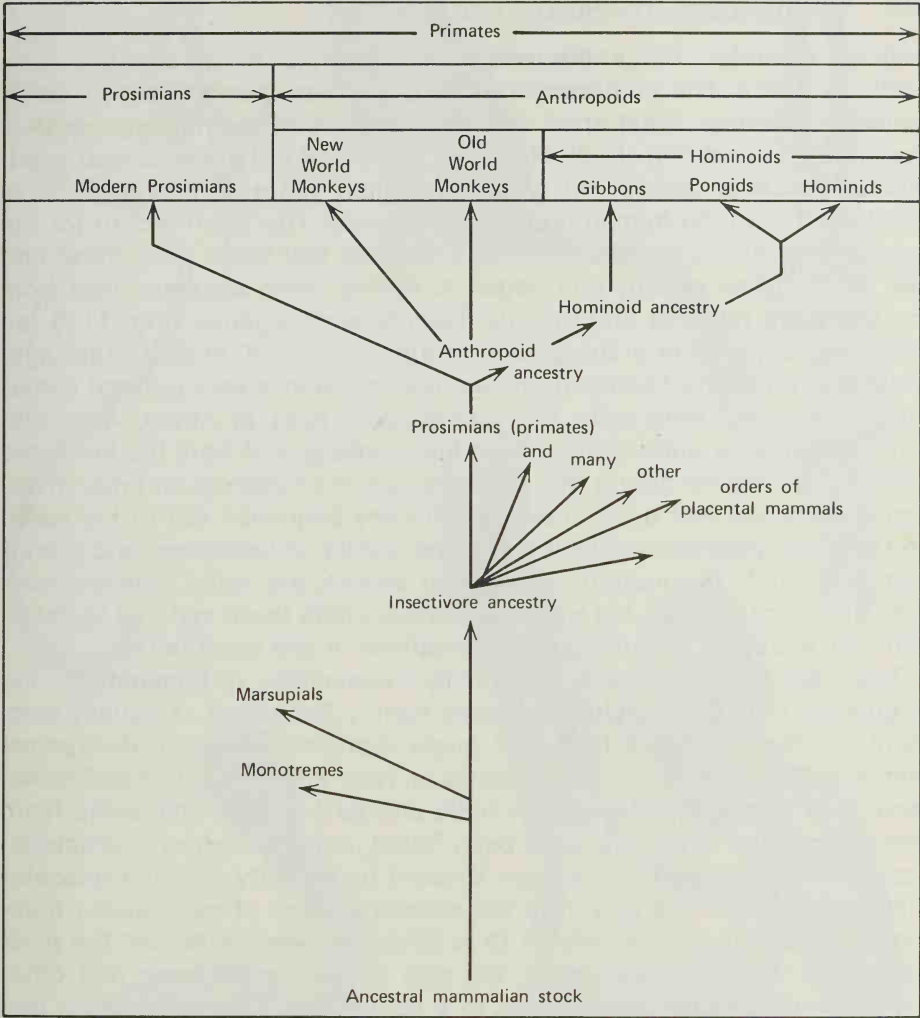 Primates
Prosimians
Anthropoids
New
World
Monkeys
Old
World
Monkeys
Hominoids
Modern Prosimians
Gibbons
Pongids
Hominids
Hominoid ancestry
Anthropoid
ancestry
Prosimians (primates)
and
many
other
orders of
placental mammals
Insectivore ancestry
Marsupials
Monotremes
Ancestral mammalian stock